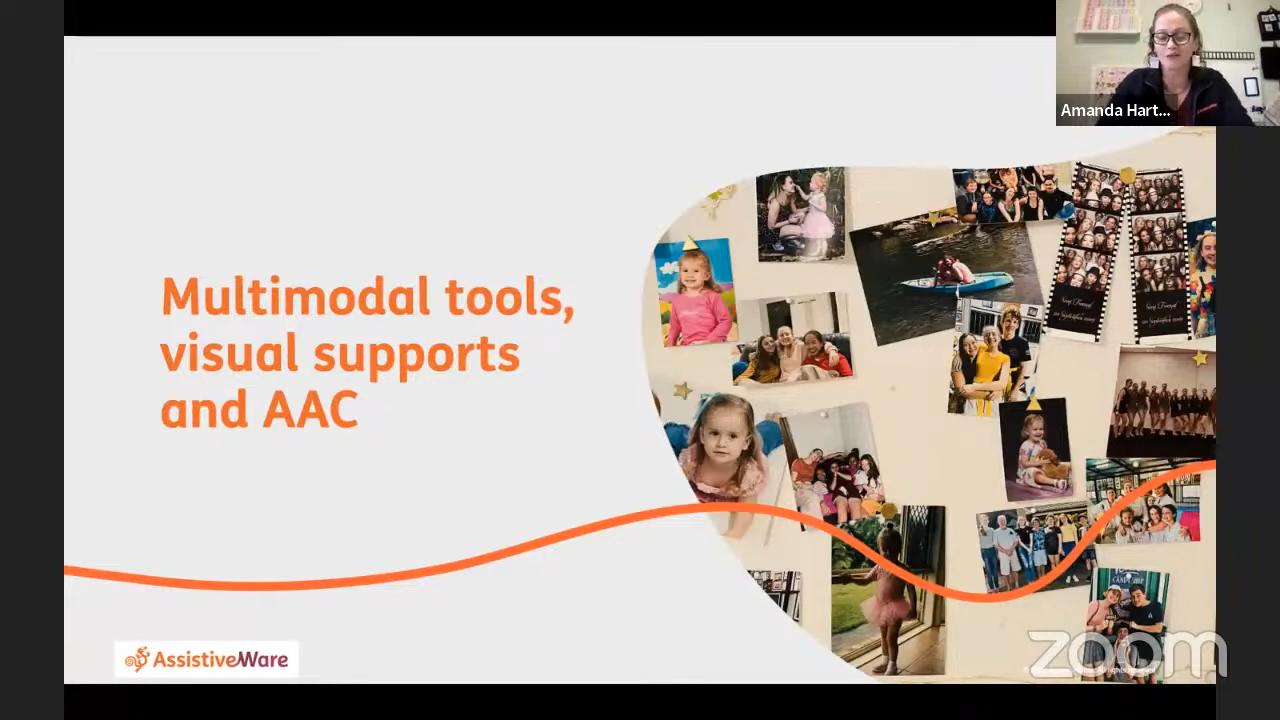 Amanda Hart...
Multimodal tools,
visual supports
and AAC
AssistiveWare
zoom